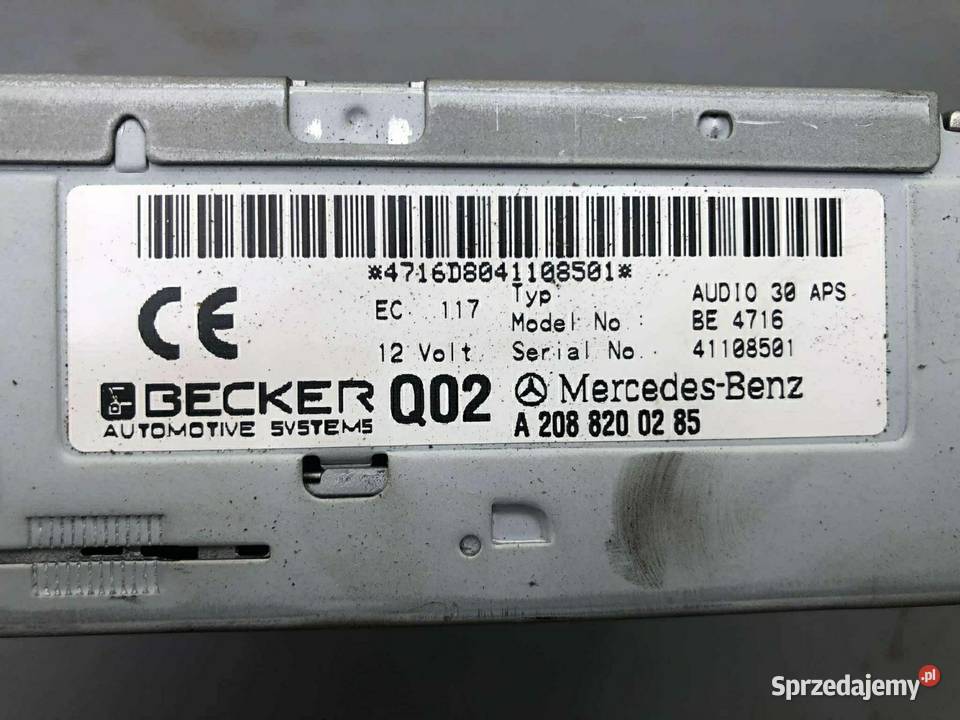 *4716D8041108501*
CE
EC. 117
Typ AUDIO 30 APS
Model No : BE 4716
12 Volt. Serial No. 41108501
BECKER Q02 Mercedes-Benz
AUTOMOTIVE SYSTEMS A 208 820 02 85
Sprzedajemy.pl